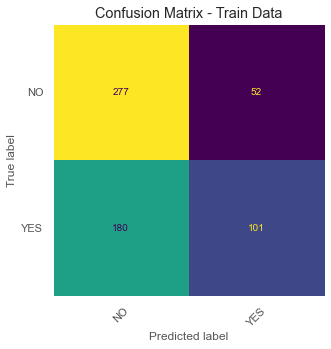 Confusion Matrix - Train Data
True label
NO
277
52
YES
180
101
NO
YES
Predicted label